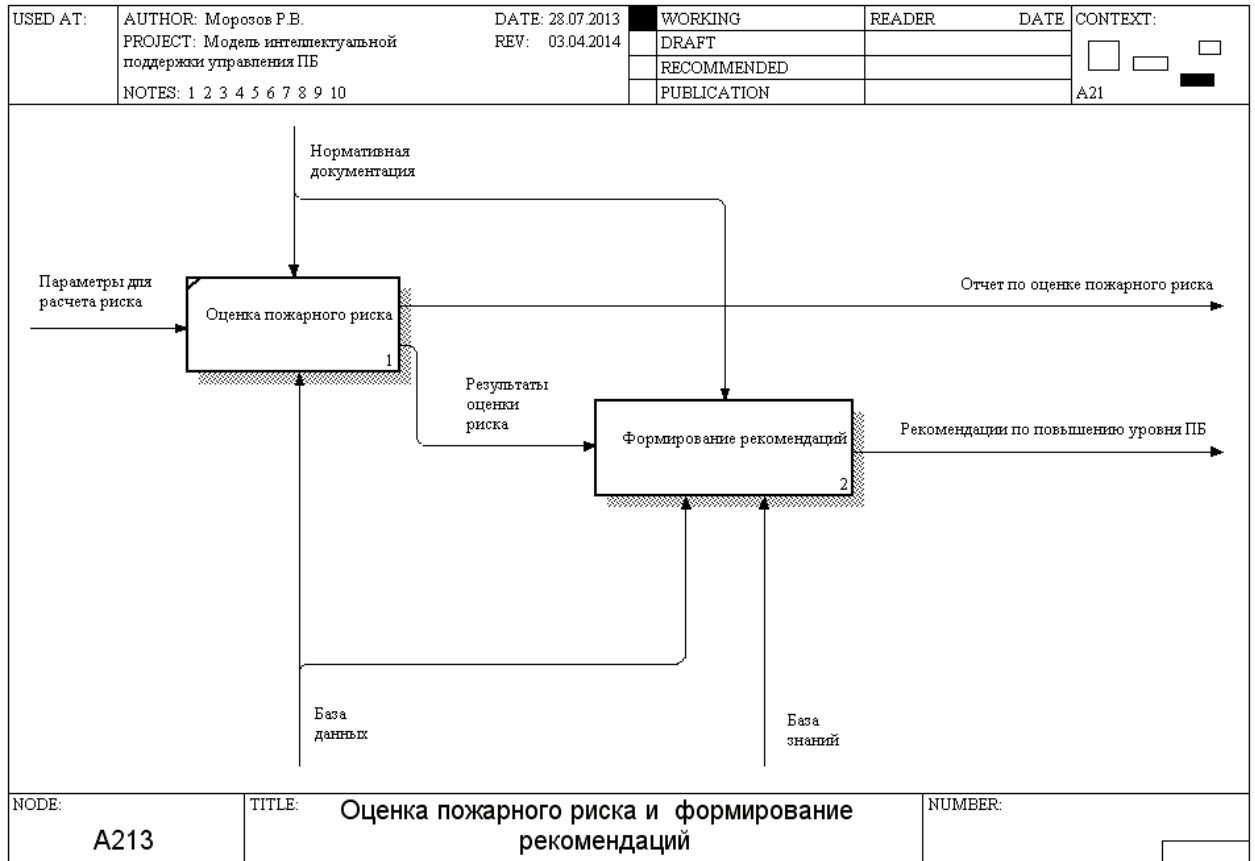 USED AT:
AUTHOR: Морозов Р.В.
DATE: 28.07.2013
PROJECT: Модель интеллектуальной
поддержки управления ПБ
REV: 03.04.2014
NOTES: 1 2 3 4 5 6 7 8 9 10
WORKING
DRAFT
RECOMMENDED
PUBLICATION
READER
DATE
CONTEXT:
A21
Нормативная
документация
Параметры для
расчета риска
Оценка пожарного риска
1
Отчет по оценке пожарного риска
Результаты
оценки
риска
Формирование рекомендаций
2
Рекомендации по повышению уровня ПБ
База
данных
База
знаний
NODE:
A213
TITLE:
Оценка пожарного риска и формирование
рекомендаций
NUMBER: